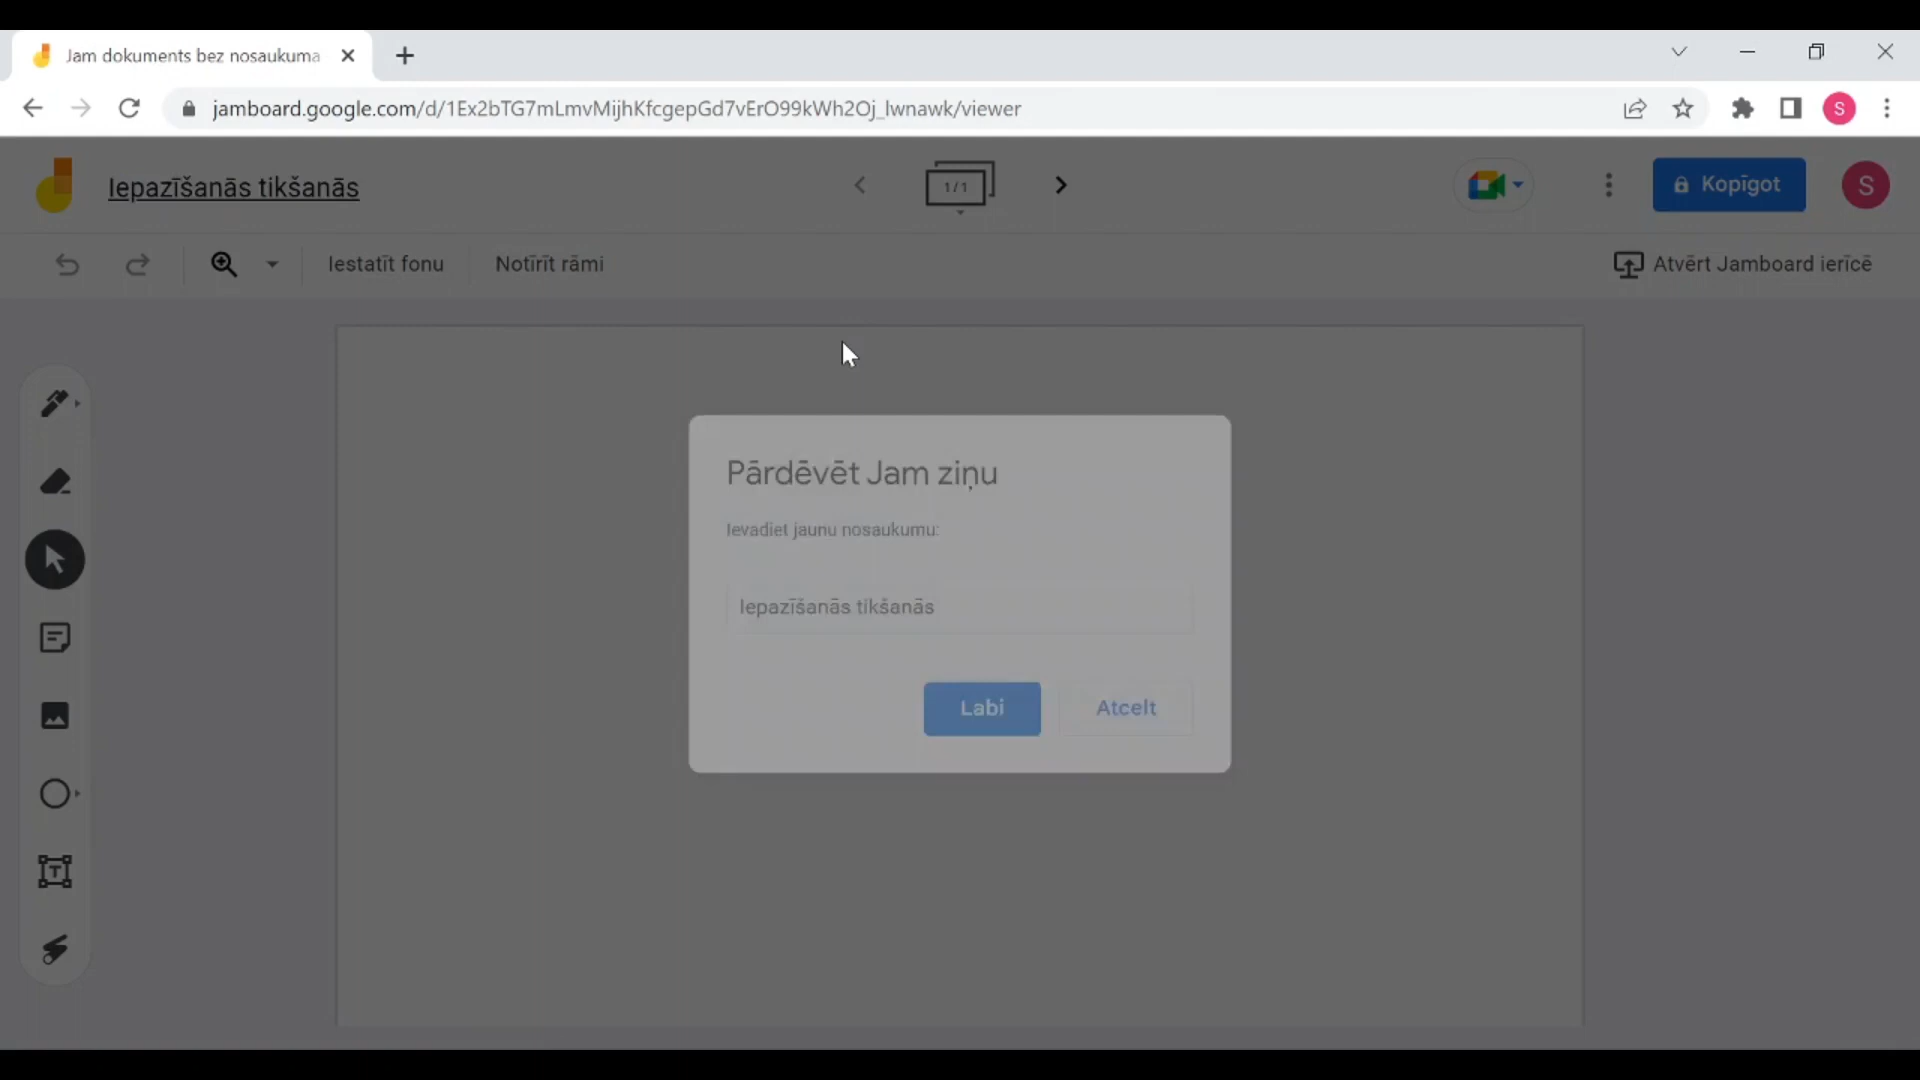 Jam dokuments bez nosaukuma
jamboard.google.com/d/1Ex2bTG7mLmvMijhKfcgepGd7vErO99kWh2Oj_lwnawk/viewer
S
Iepazīšanās tikšanās
1/1
Kopīgot
S
Iestatīt fonu
Notīrīt rāmi
Atvērt Jamboard ierīcē
Pārdēvēt Jam ziņu
Ievadiet jaunu nosaukumu:
Iepazīšanās tikšanās
Labi
Atcelt